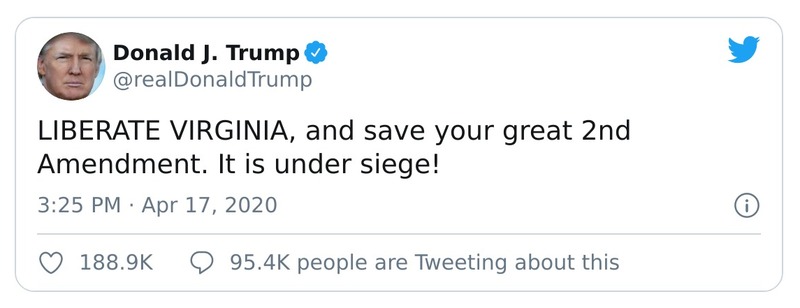 Donald J. Trump
@realDonaldTrump
LIBERATE VIRGINIA, and save your great 2nd
Amendment. It is under siege!
3:25 PM · Apr 17, 2020
188.9K 95.4K people are Tweeting about this